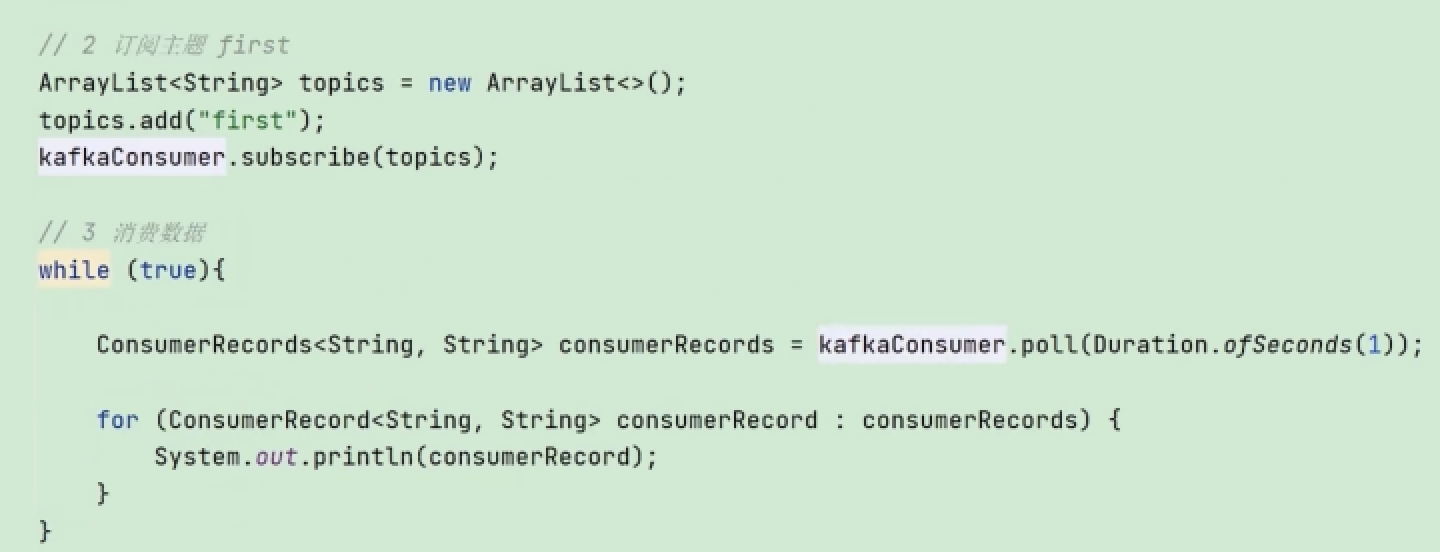 // 2 订阅主题 first
ArrayList<String> topics = new ArrayList<>();
topics.add("first");
kafkaConsumer.subscribe(topics);
// 3 消费数据
while (true){
ConsumerRecords<String, String> consumerRecords = kafkaConsumer.poll(Duration.ofSeconds(1));
for (ConsumerRecord<String, String> consumerRecord : consumerRecords) {
System.out.println(consumerRecord);
}
}